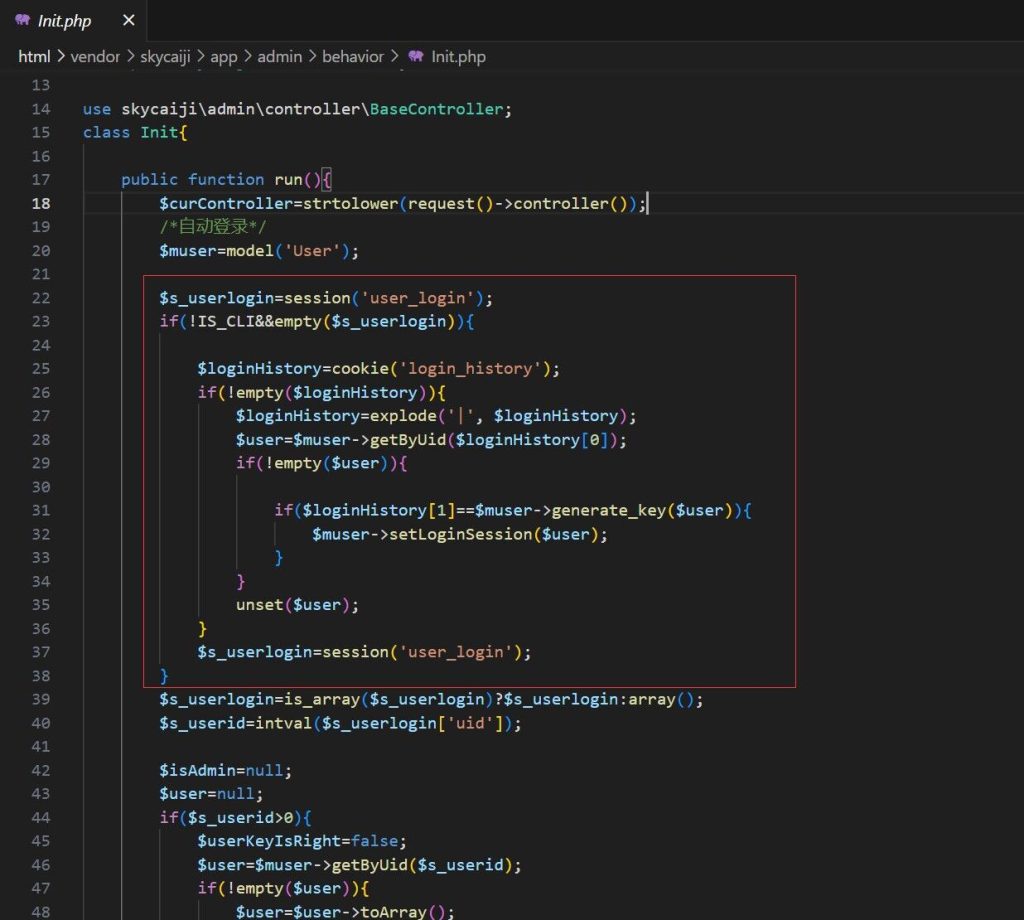 Init.php ×
html > vendor > skycaiji > app > admin > behavior > Init.php
13
14 use skycaiji\admin\controller\BaseController;
15 class Init{
16
17 public function run(){
18 $curController=strtolower(request()->controller());
19 /*自动登录*/
20 $muser=model('User');
21
22 $s_userlogin=session('user_login');
23 if(!IS_CLI&&empty($s_userlogin)){
24
25 $loginHistory=cookie('login_history');
26 if(!empty($loginHistory)){
27 $loginHistory=explode('|', $loginHistory);
28 $user=$muser->getByUid($loginHistory[0]);
29 if(!empty($user)){
30
31 if($loginHistory[1]==$muser->generate_key($user)){
32 $muser->setLoginSession($user);
33 }
34 }
35 unset($user);
36 }
37 $s_userlogin=session('user_login');
38 }
39 $s_userlogin=is_array($s_userlogin)?$s_userlogin:array();
40 $s_userid=intval($s_userlogin['uid']);
41
42 $isAdmin=null;
43 $user=null;
44 if($s_userid>0){
45 $userKeyIsRight=false;
46 $user=$muser->getByUid($s_userid);
47 if(!empty($user)){
48 $user=$user->toArray();